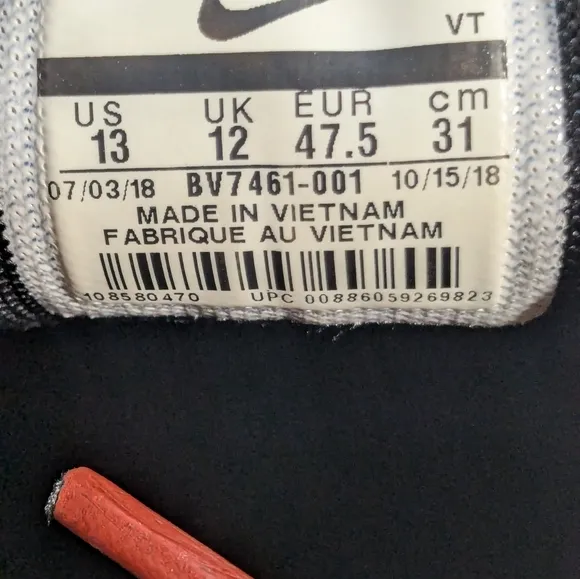 VT
US UK EUR cm
13 12 47.5 31
07/03/18 BV7461-001 10/15/18
MADE IN VIETNAM
FABRIQUE AU VIETNAM
108580470 UPC 00886059269823